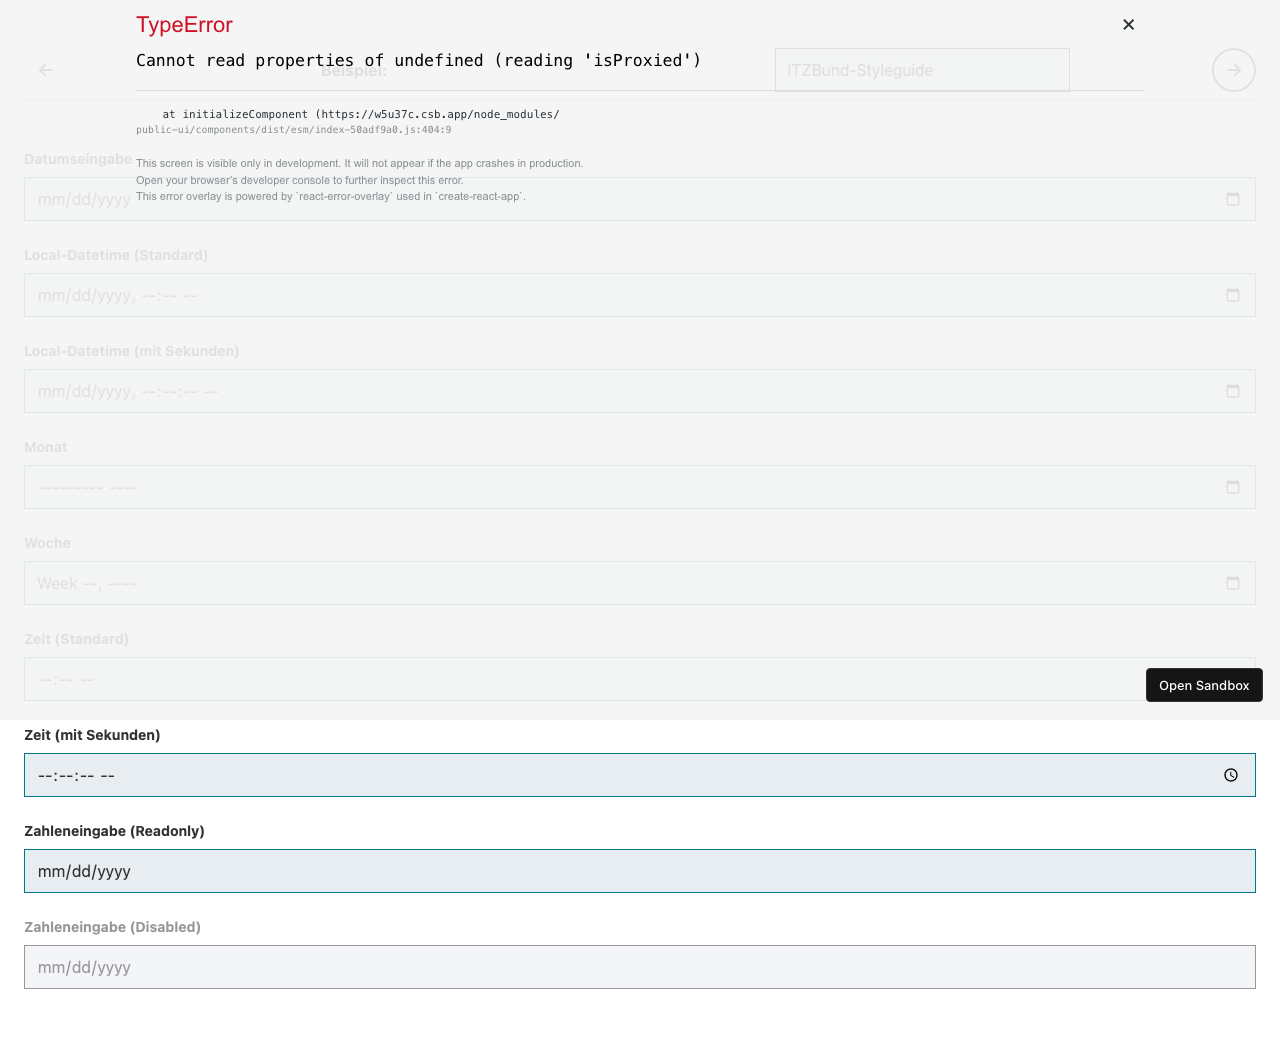 TypeError
Cannot read properties of undefined (reading 'isProxied')
Beispiel:
ITZBund-Styleguide
at initializeComponent (https://w5u37c.csb.app/node_modules/
public-ui/components/dist/esm/index-50adf9a0.js:404:9
This screen is visible only in development. It will not appear if the app crashes in production.
Open your browser's developer console to further inspect this error.
This error overlay is powered by `react-error-overlay` used in `create-react-app`.
Datumseingabe
mm/dd/yyyy
Local-Datetime (Standard)
mm/dd/yyyy, --:-- --
Local-Datetime (mit Sekunden)
mm/dd/yyyy, --:--:-- --
Monat
--------- ----
Woche
Week --, ----
Zeit (Standard)
--:-- --
Open Sandbox
Zeit (mit Sekunden)
--:--:-- --
Zahleneingabe (Readonly)
mm/dd/yyyy
Zahleneingabe (Disabled)
mm/dd/yyyy